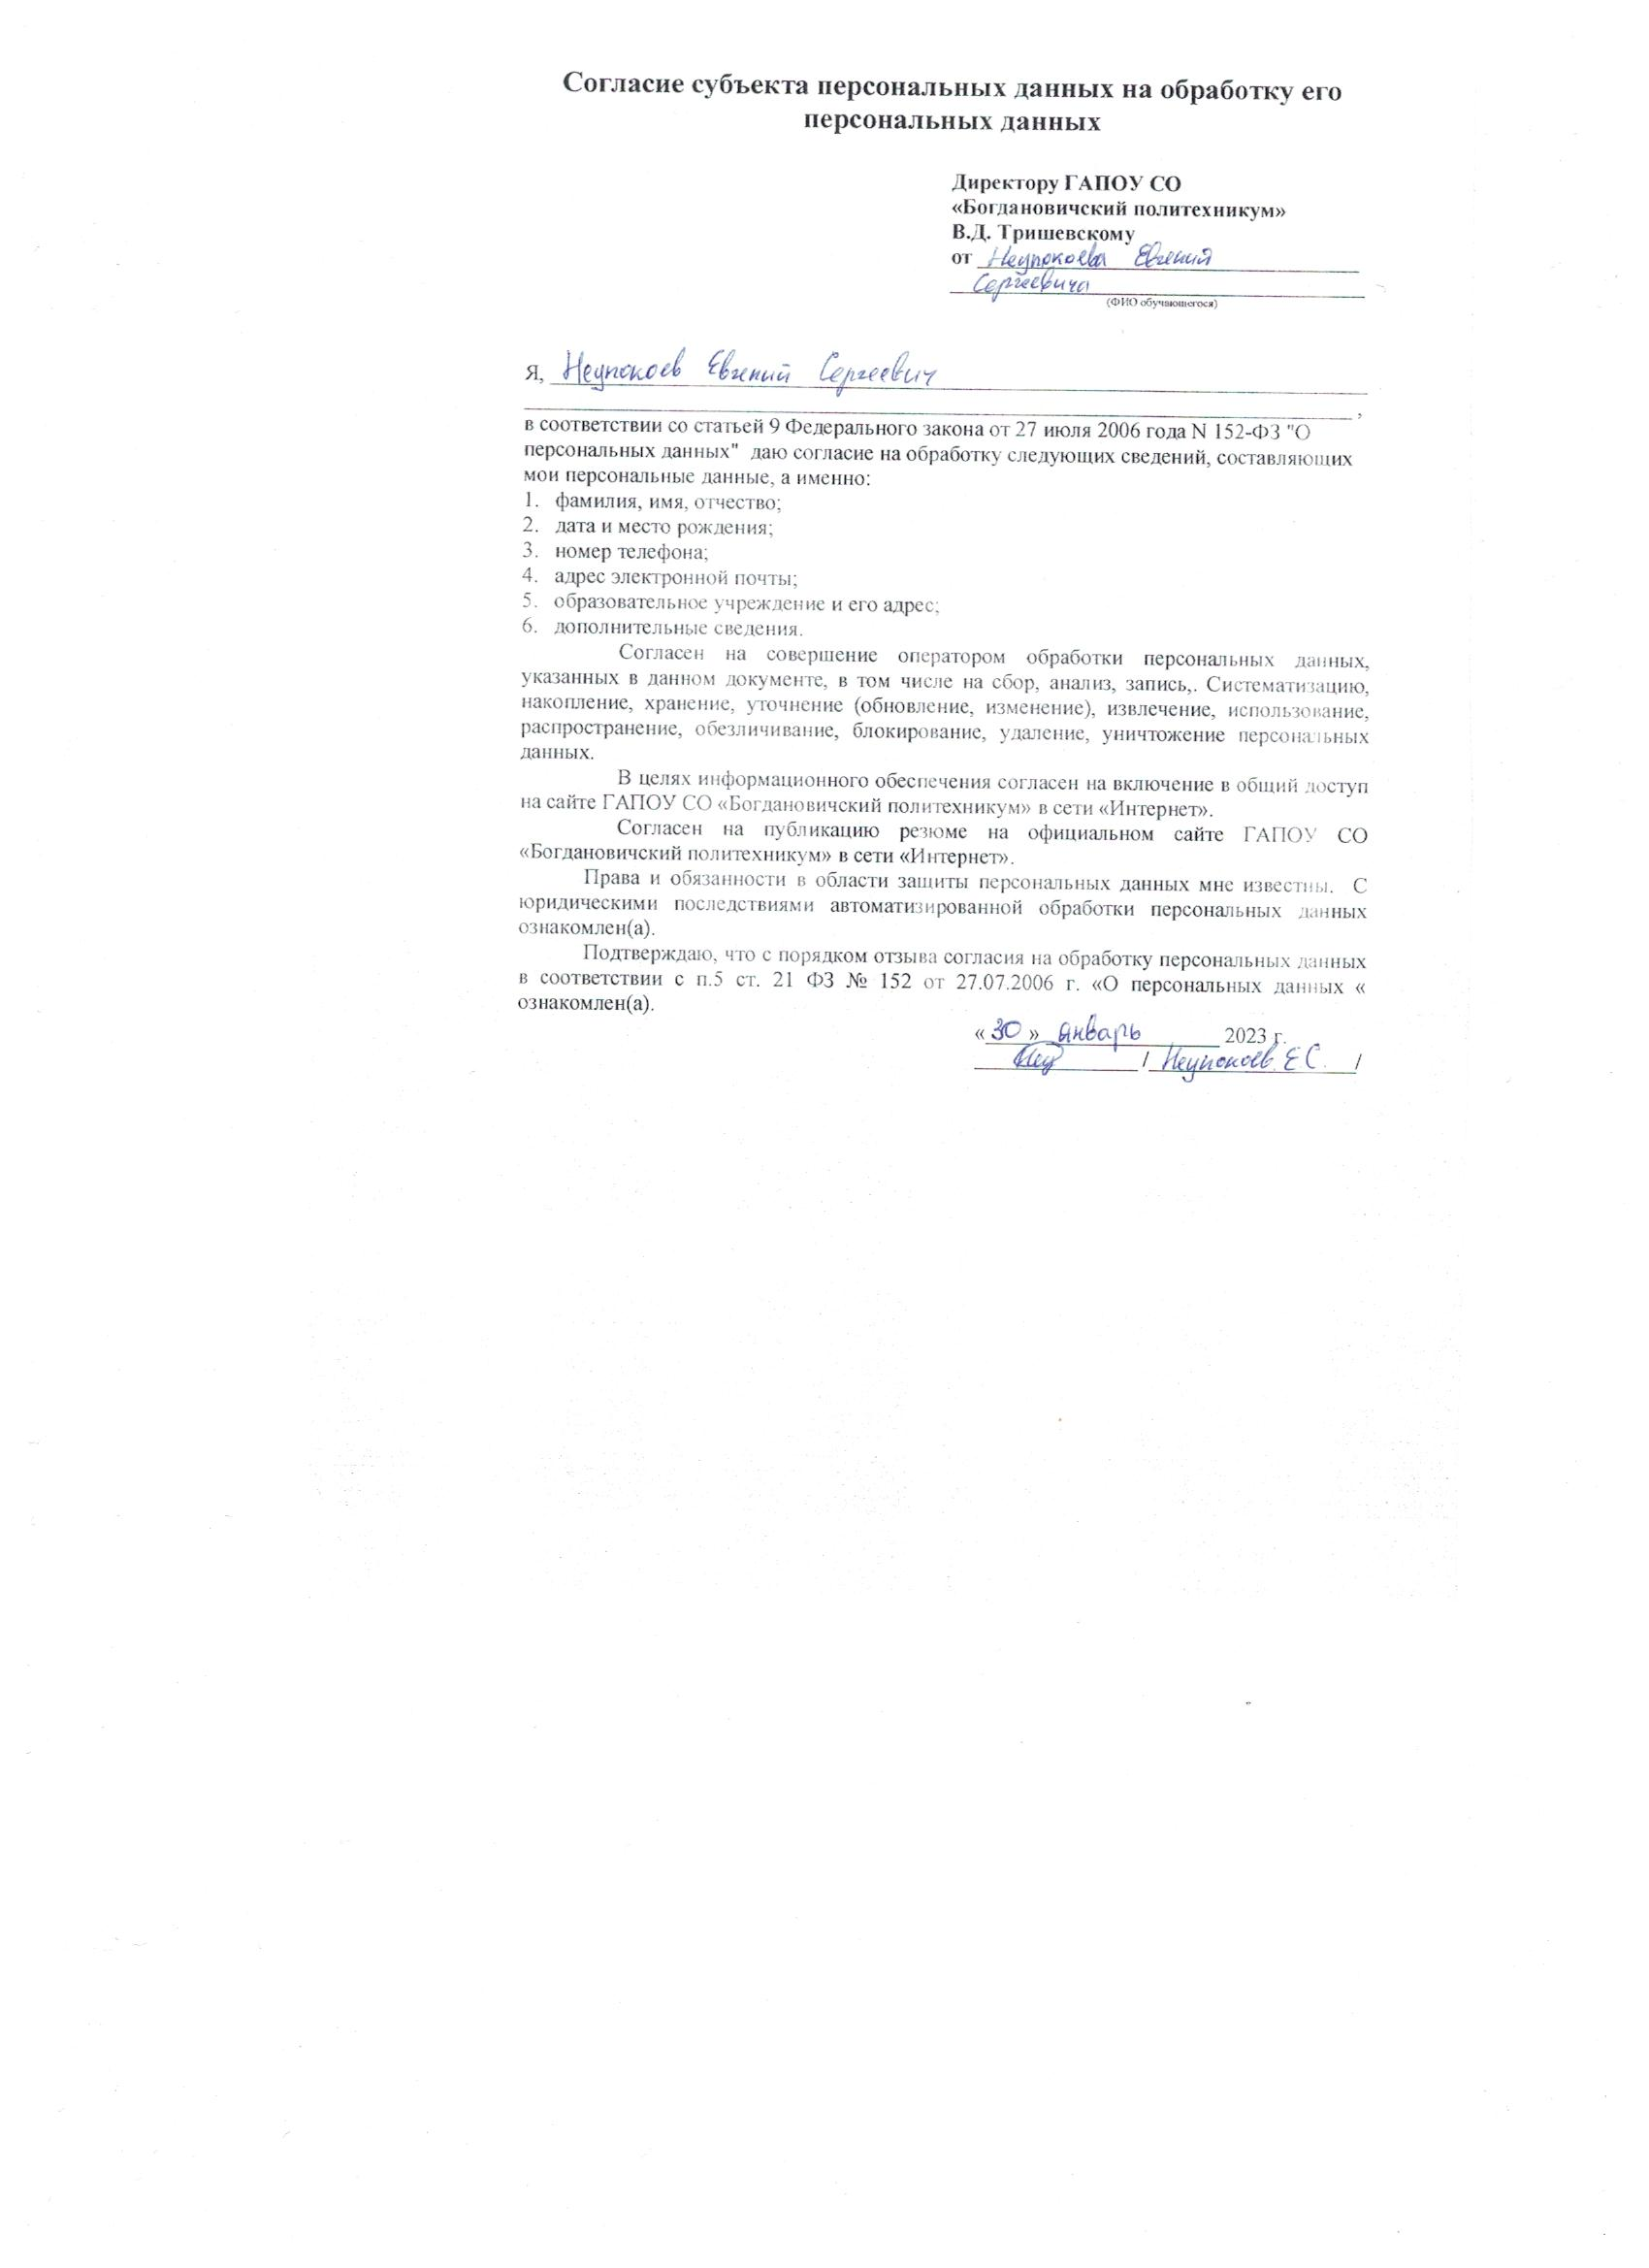 Согласие субъекта персональных данных на обработку его
персональных данных
Директору ГАПОУ СО
«Богдановичский политехникум»
В.Д. Тришевскому
от Неупокоева Евгений
Сергеевича
(ФИО обучающегося)
Я, Неупокоев Евгений Сергеевич
,
в соответствии со статьей 9 Федерального закона от 27 июля 2006 года N 152-ФЗ "О
персональных данных" даю согласие на обработку следующих сведений, составляющих
мои персональные данные, а именно:
1. фамилия, имя, отчество;
2. дата и место рождения;
3. номер телефона;
4. адрес электронной почты;
5. образовательное учреждение и его адрес;
6. дополнительные сведения.
Согласен на совершение оператором обработки персональных данных,
указанных в данном документе, в том числе на сбор, анализ, запись,. Систематизацию,
накопление, хранение, уточнение (обновление, изменение), извлечение, использование,
распространение, обезличивание, блокирование, удаление, уничтожение персональных
данных.
В целях информационного обеспечения согласен на включение в общий доступ
на сайте ГАПОУ СО «Богдановичский политехникум» в сети «Интернет».
Согласен на публикацию резюме на официальном сайте ГАПОУ СО
«Богдановичский политехникум» в сети «Интернет».
Права и обязанности в области защиты персональных данных мне известны. С
юридическими последствиями автоматизированной обработки персональных данных
ознакомлен(а).
Подтверждаю, что с порядком отзыва согласия на обработку персональных данных
в соответствии с п.5 ст. 21 ФЗ № 152 от 27.07.2006 г. «О персональных данных «
ознакомлен(а).
«30» январь 2023 г.
/ Неупокоев. Е.С. /